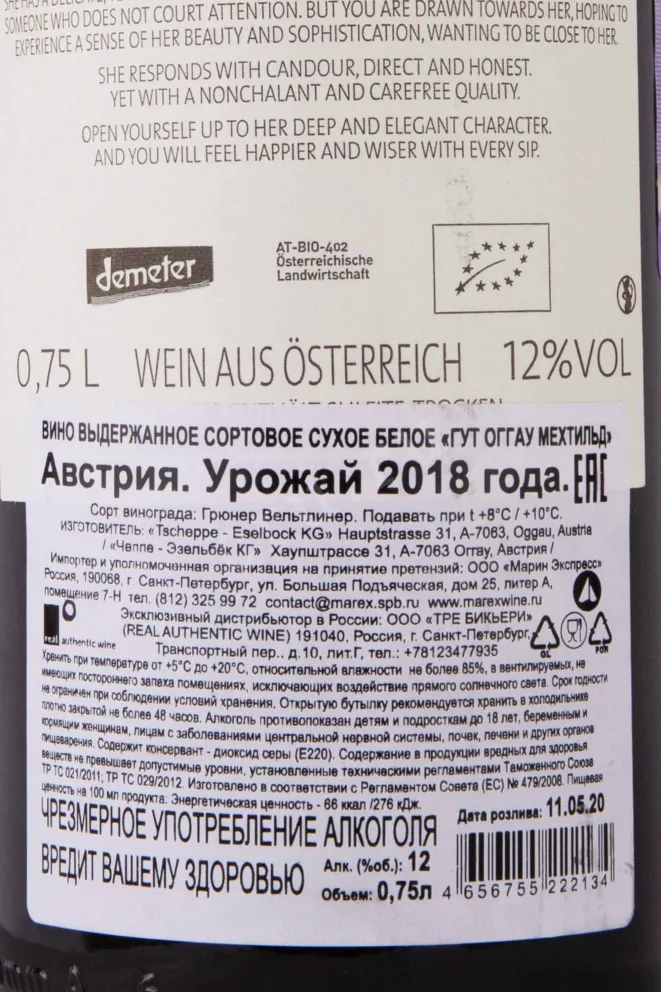 SHE HAS A DELICATE,
SOMEONE WHO DOES NOT COURT ATTENTION. BUT YOU ARE DRAWN TOWARDS HER, HOPING TO
EXPERIENCE A SENSE OF HER BEAUTY AND SOPHISTICATION, WANTING TO BE CLOSE TO HER.
SHE RESPONDS WITH CANDOUR, DIRECT AND HONEST.
YET WITH A NONCHALANT AND CAREFREE QUALITY.
OPEN YOURSELF UP TO HER DEEP AND ELEGANT CHARACTER.
AND YOU WILL FEEL HAPPIER AND WISER WITH EVERY SIP.
demeter
AT-BIO-402
Österreichische
Landwirtschaft
0,75 L WEIN AUS ÖSTERREICH 12%VOL
ENTHÄLT SULFITE TROCKEN
ВИНО ВЫДЕРЖАННОЕ СОРТОВОЕ СУХОЕ БЕЛОЕ «ГУТ ОГГАУ МЕХТИЛЬД»
Австрия. Урожай 2018 года. EAC
Сорт винограда: Грюнер Вельтлинер. Подавать при t +8°C / +10°C.
ИЗГОТОВИТЕЛЬ: «Tscheppe - Eselbock KG» Hauptstrasse 31, A-7063, Oggau, Austria
/ «Чеппе - Эзельбёк КГ» Хауптштрассе 31, А-7063 Оггау, Австрия /
Импортер и уполномоченная организация на принятие претензий: ООО «Марин Экспресс»
Россия, 190068, г. Санкт-Петербург, ул. Большая Подъяческая, дом 25, литер А,
помещение 7-Н тел. (812) 325 99 72 contact@marex.spb.ru www.marexwine.ru
Эксклюзивный дистрибьютор в России: ООО «ТРЕ БИКЬЕРИ»
(REAL AUTHENTIC WINE) 191040, Россия, г. Санкт-Петербург,
Транспортный пер., д.10, лит.Г, тел.: +78123477935
real authentic wine
GL
FOR
Хранить при температуре от +5°C до +20°C, относительной влажности не более 85%, в вентилируемых, не
имеющих постороннего запаха помещениях, исключающих воздействие прямого солнечного света. Срок годности
не ограничен при соблюдении условий хранения. Открытую бутылку рекомендуется хранить в холодильнике
плотно закрытой не более 48 часов. Алкоголь противопоказан детям и подросткам до 18 лет, беременным и
кормящим женщинам, лицам с заболеваниями центральной нервной системы, почек, печени и других органов
пищеварения. Содержит консервант - диоксид серы (E220). Содержание в продукции вредных для здоровья
веществ не превышает допустимые уровни, установленные техническими регламентами Таможенного Союза
ТР ТС 021/2011, ТР ТС 029/2012. Изготовлено в соответствии с Регламентом Совета (ЕС) № 479/2008. Пищевая
ценность на 100 мл продукта: Энергетическая ценность - 66 ккал /276 кДж.
ЧРЕЗМЕРНОЕ УПОТРЕБЛЕНИЕ АЛКОГОЛЯ
ВРЕДИТ ВАШЕМУ ЗДОРОВЬЮ
Дата розлива: 11.05.20
Алк. (%об.): 12
Объем: 0,75л
4 656755 222134